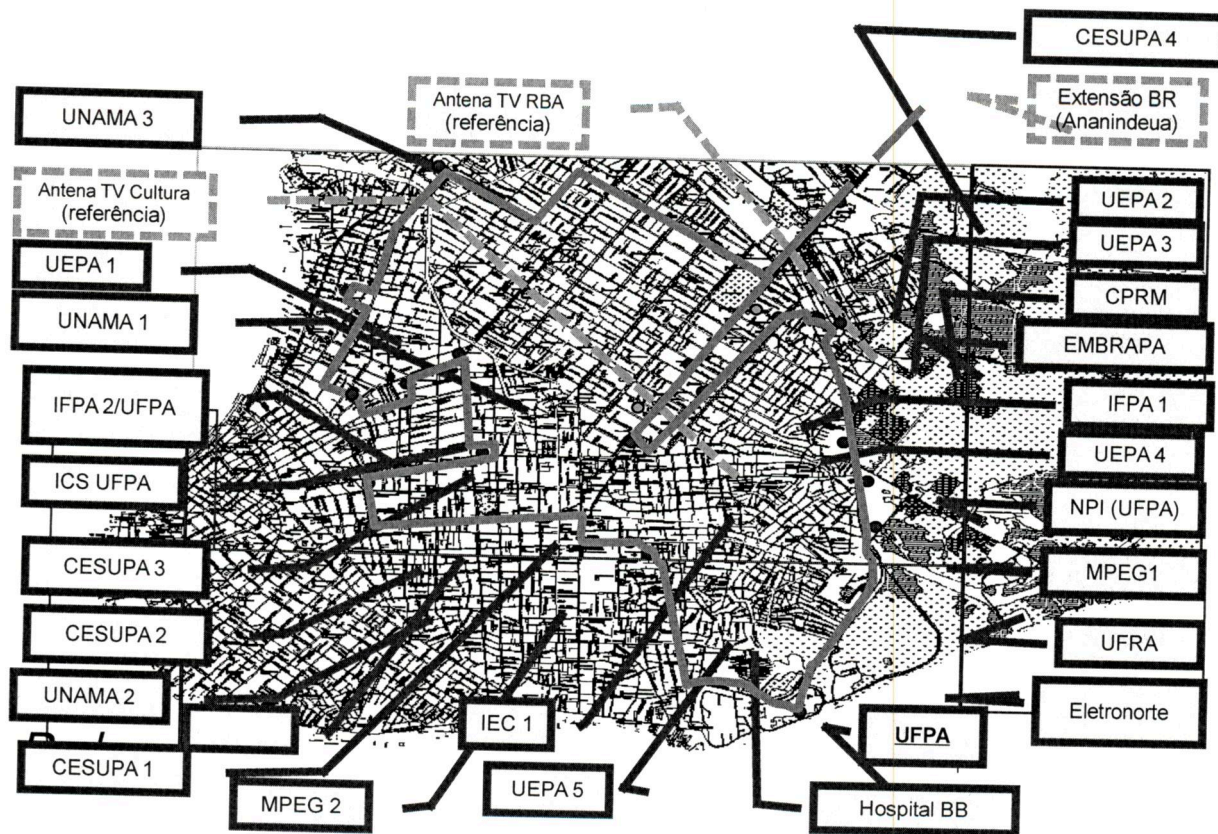 CESUPA 4
UNAMA 3
Antena TV RBA
(referência)
Extensão BR
(Ananindeua)
Antena TV Cultura
(referência)
UEPA 2
UEPA 3
UEPA 1
CPRM
UNAMA 1
EMBRAPA
IFPA 2/UFPA
IFPA 1
UEPA 4
ICS UFPA
NPI (UFPA)
CESUPA 3
MPEG1
CESUPA 2
UFRA
UNAMA 2
IEC 1
Eletronorte
UFPA
CESUPA 1
UEPA 5
MPEG 2
Hospital BB